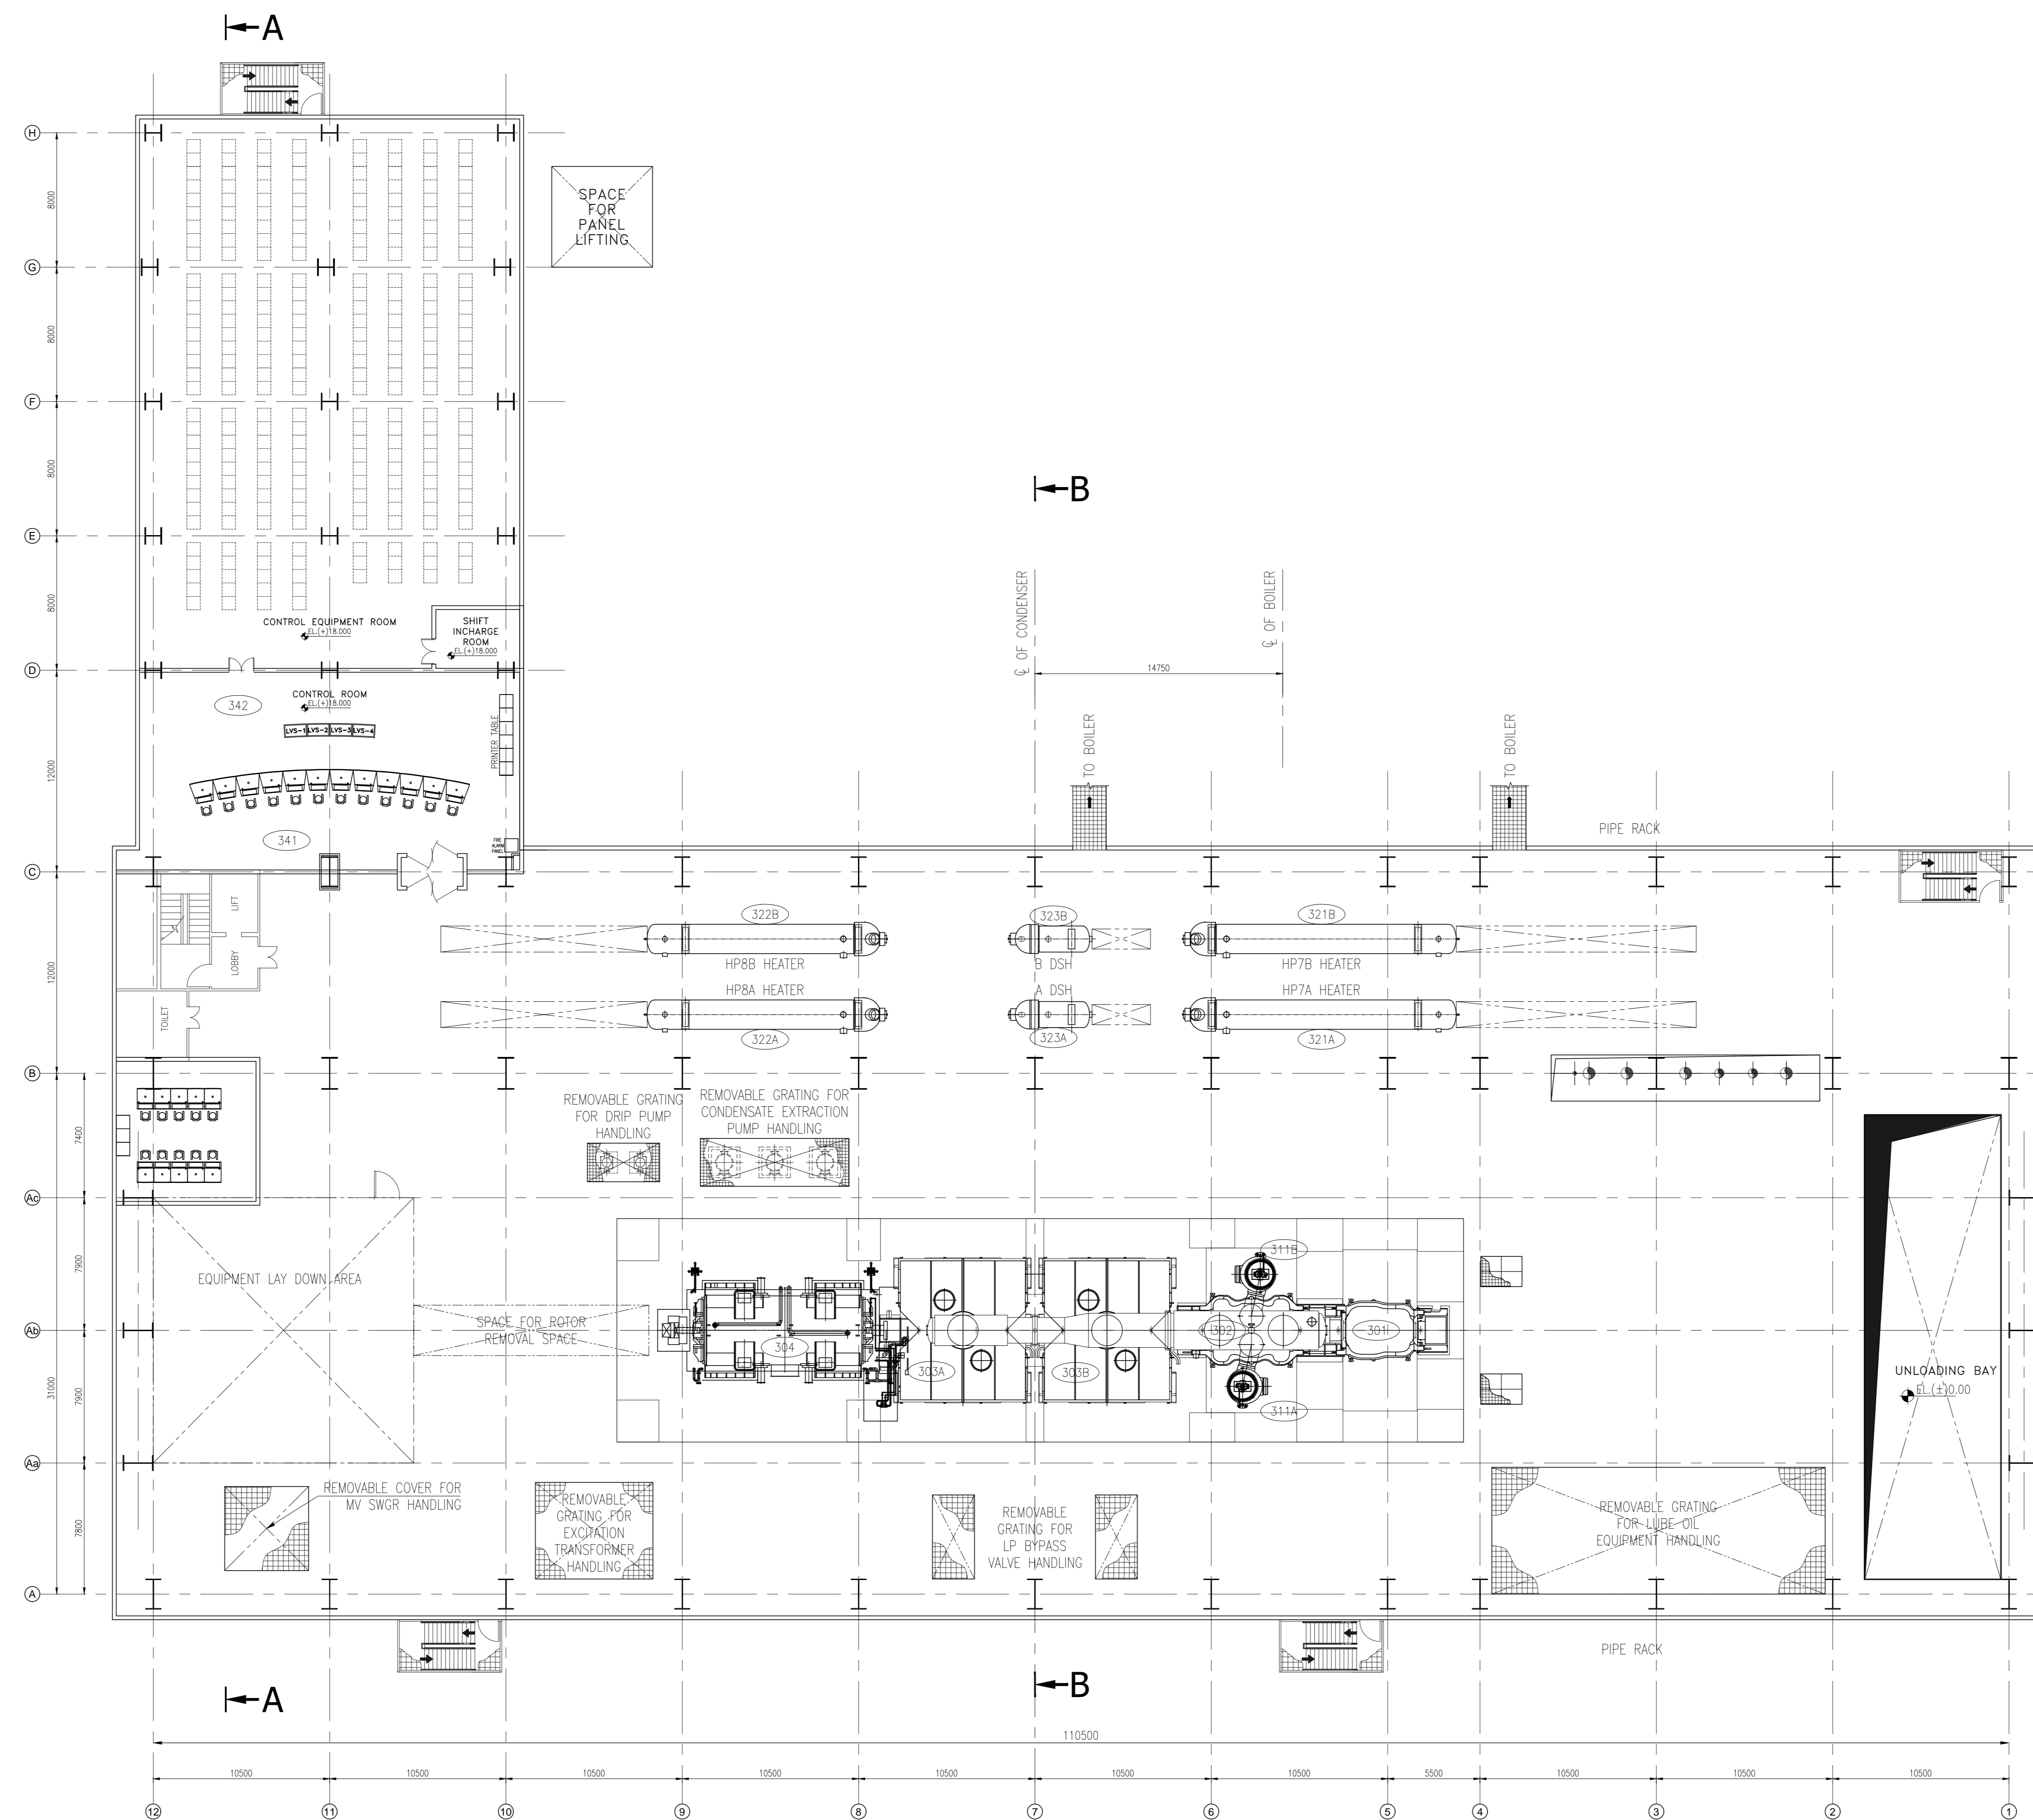 A
H
8000
SPACE
FOR
PANEL
LIFTING
G
8000
F
8000
B
E
8000
CONTROL EQUIPMENT ROOM
EL.(+)18.000
SHIFT
INCHARGE
ROOM
EL.(+)18.000
℄ OF CONDENSER
℄ OF BOILER
14750
D
CONTROL ROOM
EL.(+)18.000
342
LVS-1 LVS-2 LVS-3 LVS-4
PRINTER TABLE
12000
TO BOILER
TO BOILER
341
FIRE
ALARM
PANEL
PIPE RACK
C
LIFT
LOBBY
TOILET
12000
322B
323B
321B
HP8B HEATER
B DSH
HP7B HEATER
HP8A HEATER
A DSH
HP7A HEATER
322A
323A
321A
B
REMOVABLE GRATING
FOR DRIP PUMP
HANDLING
REMOVABLE GRATING FOR
CONDENSATE EXTRACTION
PUMP HANDLING
7400
Ac
7900
EQUIPMENT LAY DOWN AREA
311B
SPACE FOR ROTOR
REMOVAL SPACE
304
302
301
Ab
303A
303B
311A
31000
7900
UNLOADING BAY
EL.(±)0.00
Aa
REMOVABLE COVER FOR
MV SWGR HANDLING
REMOVABLE
GRATING FOR
EXCITATION
TRANSFORMER
HANDLING
REMOVABLE
GRATING FOR
LP BYPASS
VALVE HANDLING
REMOVABLE GRATING
FOR LUBE OIL
EQUIPMENT HANDLING
7800
A
PIPE RACK
A
B
110500
10500 10500 10500 10500 10500 10500 10500 5500 10500 10500 10500
12 11 10 9 8 7 6 5 4 3 2 1